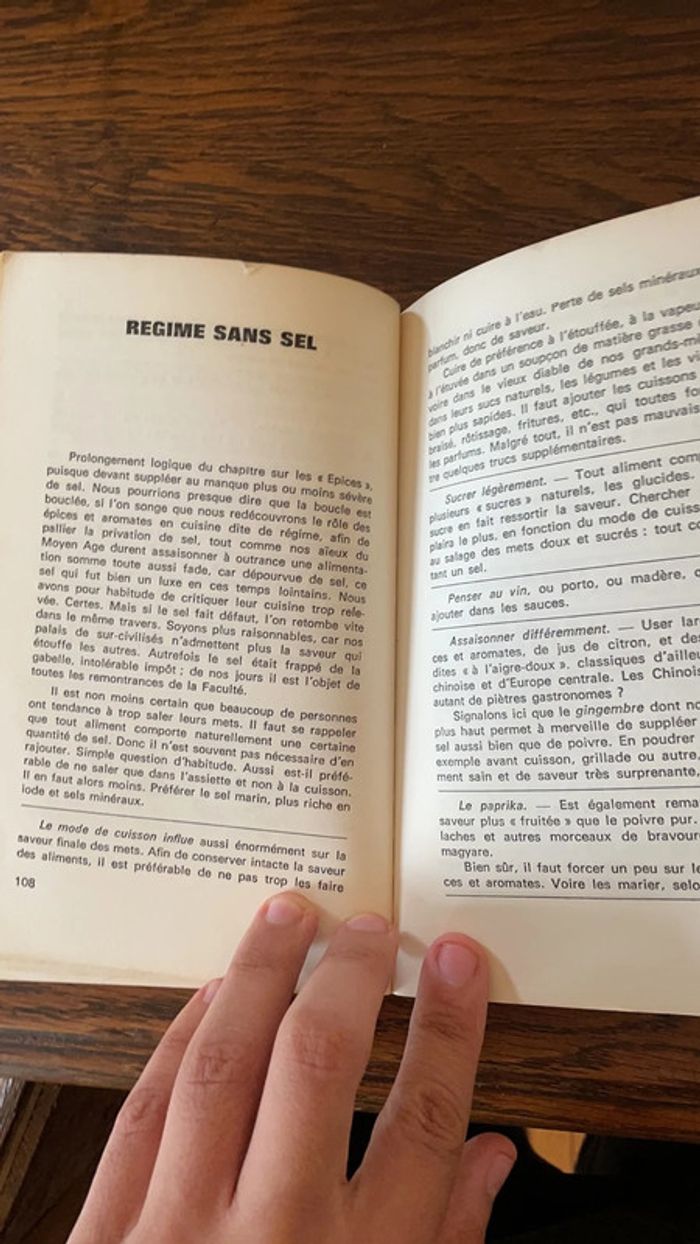 REGIME SANS SEL
Prolongement logique du chapitre sur les « Epices »,
puisque devant suppléer au manque plus ou moins sévère
de sel. Nous pourrions presque dire que la boucle est
bouclée, si l'on songe que nous redécouvrons le rôle des
épices et aromates en cuisine dite de régime, afin de
pallier la privation de sel, tout comme nos aïeux du
Moyen Age durent assaisonner à outrance une alimenta-
tion somme toute aussi fade, car dépourvue de sel, ce
sel qui fut bien un luxe en ces temps lointains. Nous
avons pour habitude de critiquer leur cuisine trop rele-
vée. Certes. Mais si le sel fait défaut, l'on retombe vite
dans le même travers. Soyons plus raisonnables, car nos
palais de sur-civilisés n'admettent plus la saveur qui
étouffe les autres. Autrefois le sel était frappé de la
gabelle, intolérable impôt ; de nos jours il est l'objet de
toutes les remontrances de la Faculté.
Il est non moins certain que beaucoup de personnes
ont tendance à trop saler leurs mets. Il faut se rappeler
que tout aliment comporte naturellement une certaine
quantité de sel. Donc il n'est souvent pas nécessaire d'en
rajouter. Simple question d'habitude. Aussi est-il préfé-
rable de ne saler que dans l'assiette et non à la cuisson.
Il en faut alors moins. Préférer le sel marin, plus riche en
iode et sels minéraux.
Le mode de cuisson influe aussi énormément sur la
saveur finale des mets. Afin de conserver intacte la saveur
des aliments, il est préférable de ne pas trop les faire
108
blanchir ni cuire à l'eau. Perte de sels minéraux
parfum, donc de saveur.
Cuire de préférence à l'étouffée, à la vapeu
à l'étuvée dans un soupçon de matière grasse
voire dans le vieux diable de nos grands-mè
dans leurs sucs naturels, les légumes et les vi
bien plus sapides. Il faut ajouter les cuissons
braisé, rôtissage, fritures, etc., qui toutes fo
les parfums. Malgré tout, il n'est pas mauvais
tre quelques trucs supplémentaires.
Sucrer légèrement. — Tout aliment com
plusieurs « sucres » naturels, les glucides.
sucre en fait ressortir la saveur. Chercher
plaira le plus, en fonction du mode de cuiss
au salage des mets doux et sucrés : tout co
tant un sel.
Penser au vin, ou porto, ou madère, o
ajouter dans les sauces.
Assaisonner différemment. — User lar
ces et aromates, de jus de citron, et de
dites « à l'aigre-doux », classiques d'ailleu
chinoise et d'Europe centrale. Les Chinoi
autant de piètres gastronomes ?
Signalons ici que le gingembre dont no
plus haut permet à merveille de suppléer
sel aussi bien que de poivre. En poudre
exemple avant cuisson, grillade ou autre,
ment sain et de saveur très surprenante,
Le paprika. — Est également rema
saveur plus « fruitée » que le poivre pur.
laches et autres morceaux de bravour
magyare.
Bien sûr, il faut forcer un peu sur le
ces et aromates. Voire les marier, selo